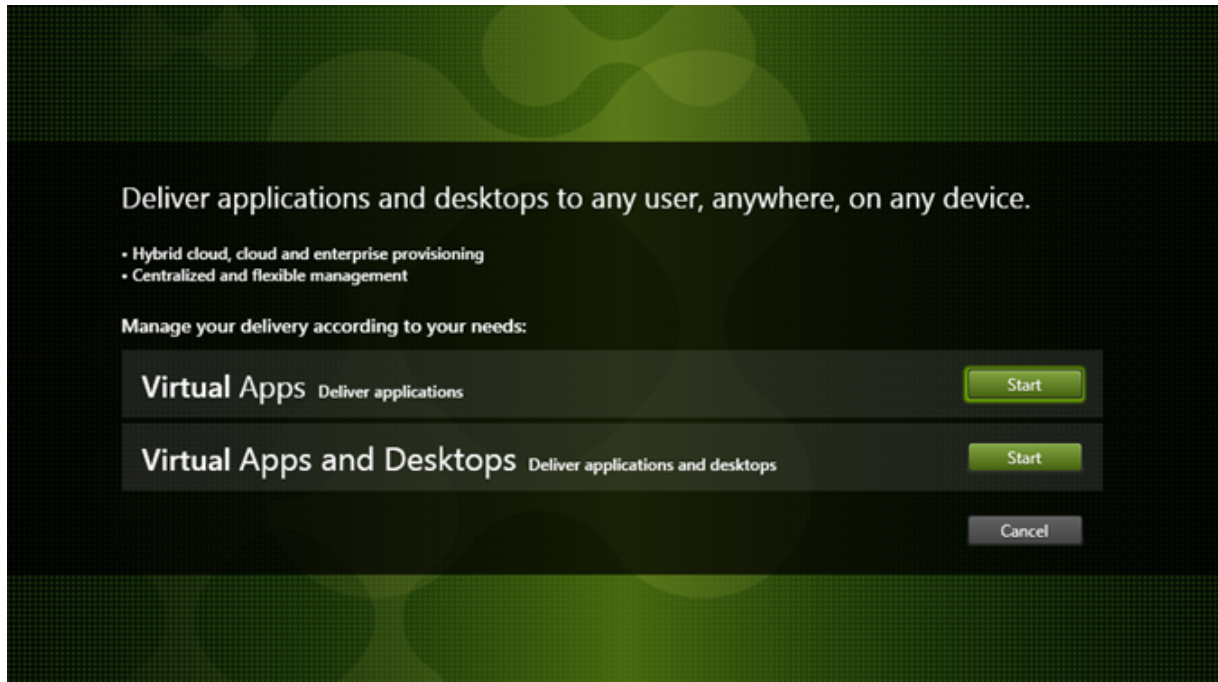 Deliver applications and desktops to any user, anywhere, on any device.
• Hybrid cloud, cloud and enterprise provisioning
• Centralized and flexible management
Manage your delivery according to your needs:
Virtual Apps Deliver applications Start
Virtual Apps and Desktops Deliver applications and desktops Start
Cancel